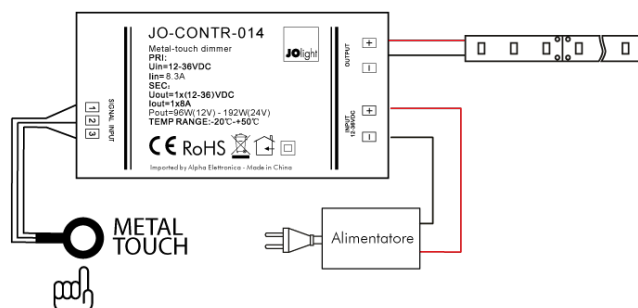 JO-CONTR-014
Metal-touch dimmer
PRI:
Uin=12-36VDC
Iin=8.3A
SEC:
Uout=1x(12-36)VDC
Iout=1x8A
Pout=96W(12V) - 192W(24V)
TEMP RANGE:-20°C-+50°C
CE RoHS
Imported by Alpha Elettronica - Made in China
JOlight
OUTPUT
+
−
INPUT
12-36VDC
+
−
SIGNAL INPUT
1
2
3
METAL
TOUCH
Alimentatore